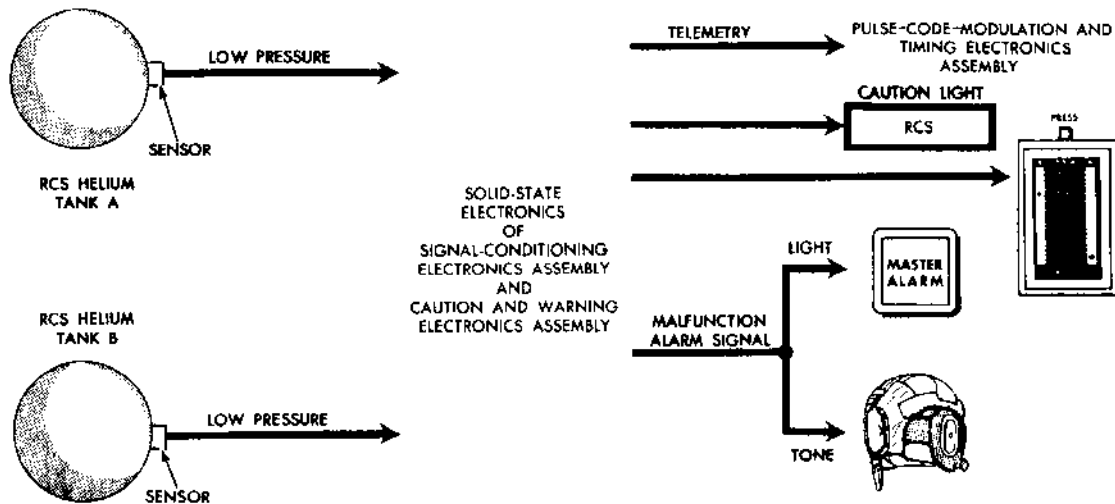 LOW PRESSURE
SENSOR
RCS HELIUM
TANK A
RCS HELIUM
TANK B
LOW PRESSURE
SENSOR
SOLID-STATE
ELECTRONICS
OF
SIGNAL-CONDITIONING
ELECTRONICS ASSEMBLY
AND
CAUTION AND WARNING
ELECTRONICS ASSEMBLY
TELEMETRY
PULSE-CODE-MODULATION AND
TIMING ELECTRONICS
ASSEMBLY
CAUTION LIGHT
RCS
PRESS
LIGHT
MASTER
ALARM
MALFUNCTION
ALARM SIGNAL
TONE